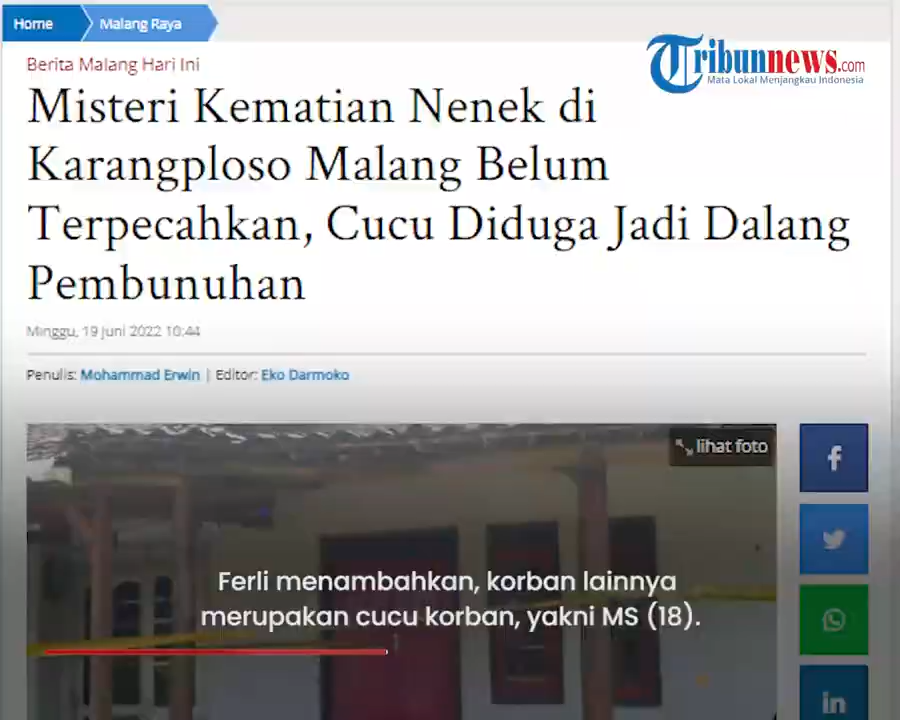 Home
Malang Raya
Berita Malang Hari Ini
Tribunnews.com
Mata Lokal Menjangkau Indonesia
Misteri Kematian Nenek di
Karangploso Malang Belum
Terpecahkan, Cucu Diduga Jadi Dalang
Pembunuhan
Minggu, 19 Juni 2022 10:44
Penulis: Mohammad Erwin | Editor: Eko Darmoko
lihat foto
Ferli menambahkan, korban lainnya
merupakan cucu korban, yakni MS (18).